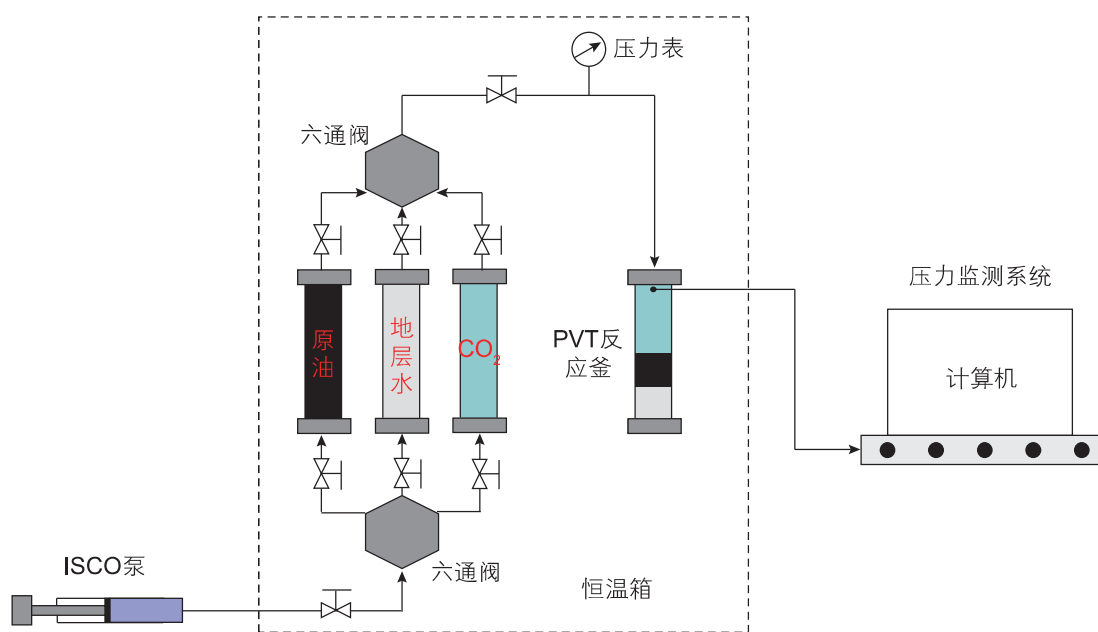 压力表
六通阀
压力监测系统
原油
地层水
CO₂
PVT反
应釜
计算机
ISCO泵
六通阀
恒温箱